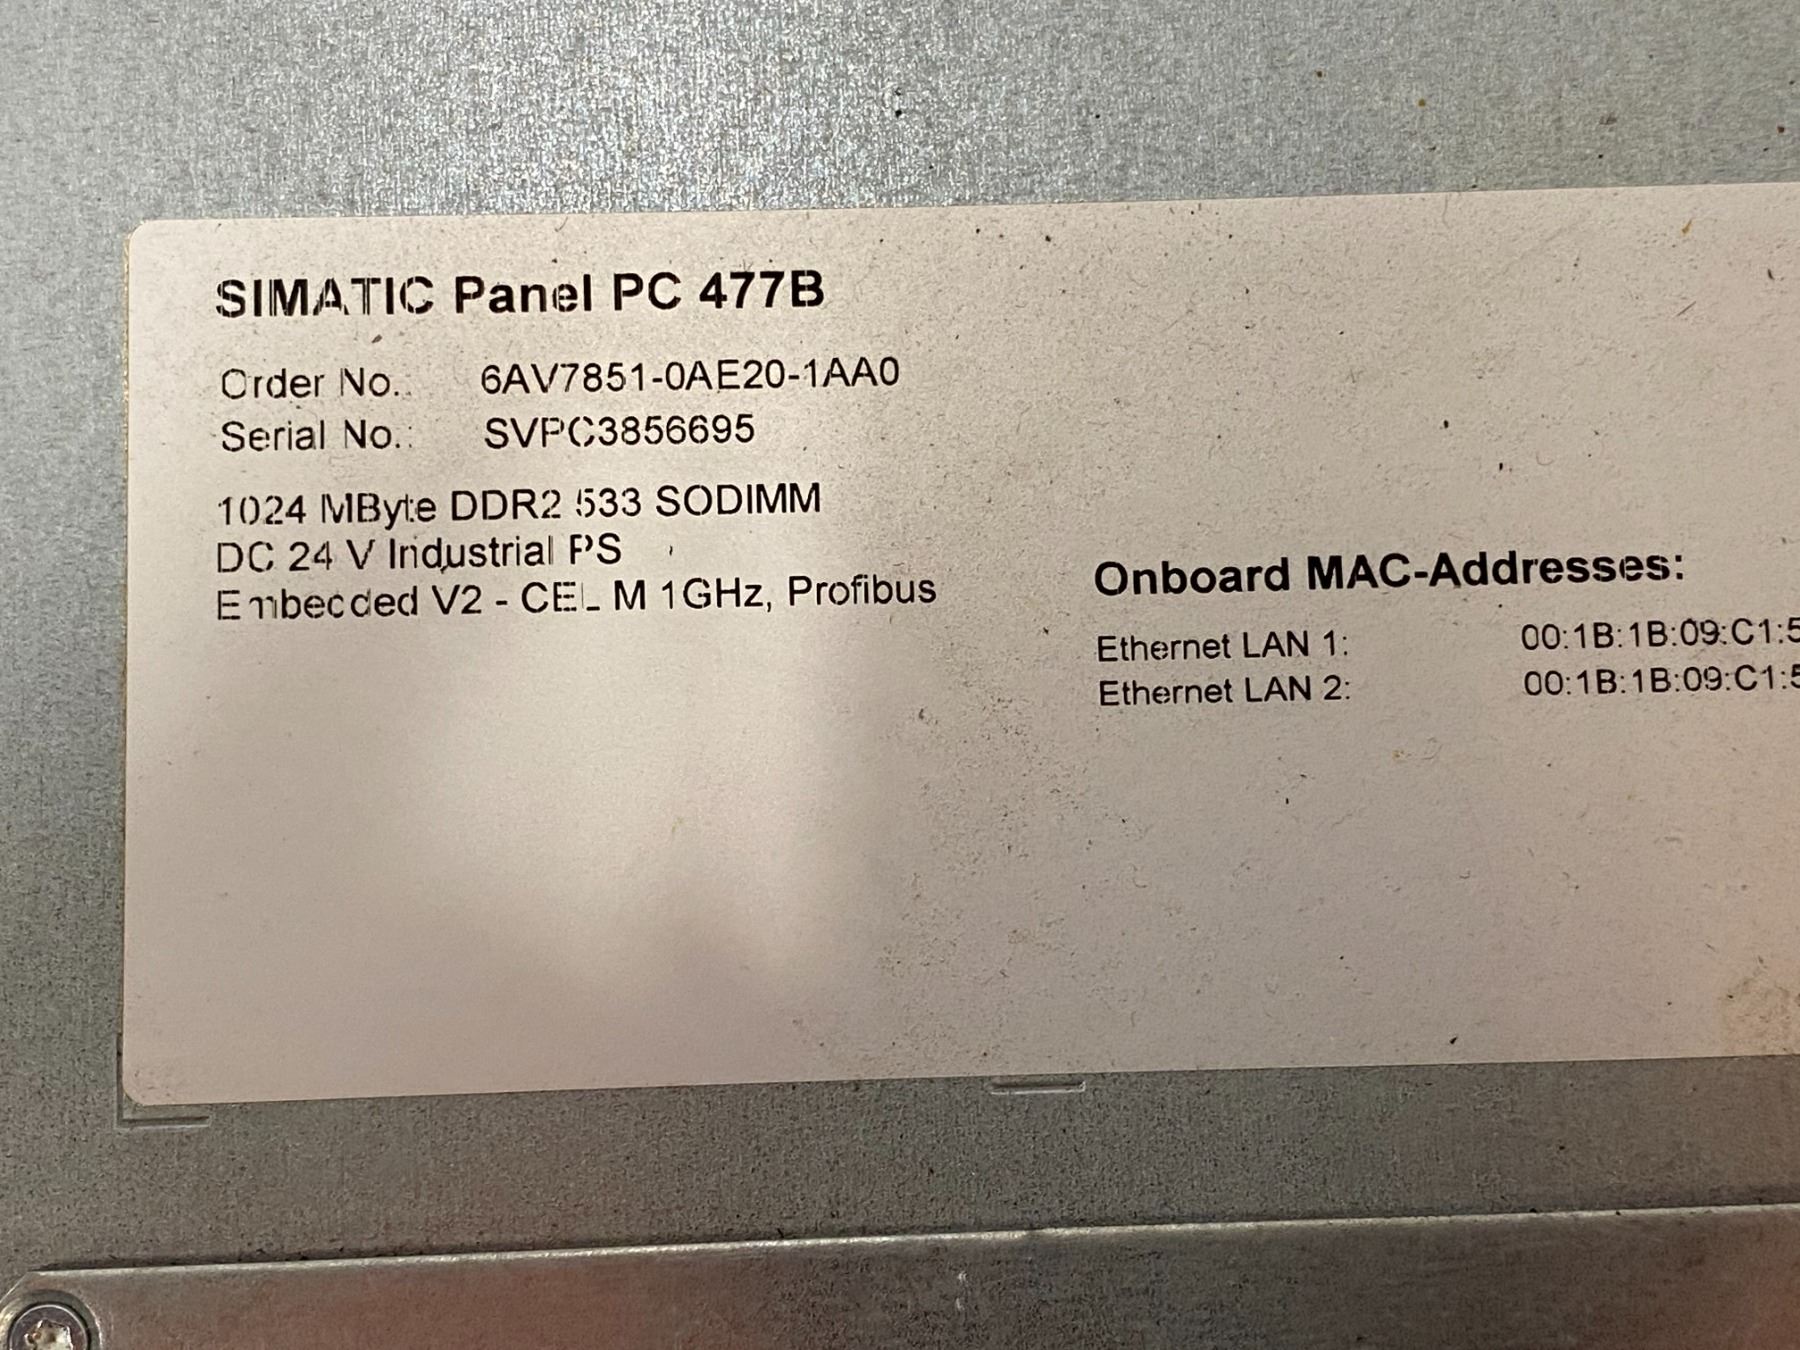 SIMATIC Panel PC 477B
Order No.: 6AV7851-0AE20-1AA0
Serial No.: SVPC3856695
1024 MByte DDR2 533 SODIMM
DC 24 V Industrial PS
Embedded V2 - CEL M 1GHz, Profibus
Onboard MAC-Addresses:
Ethernet LAN 1: 00:1B:1B:09:C1:5
Ethernet LAN 2: 00:1B:1B:09:C1:5